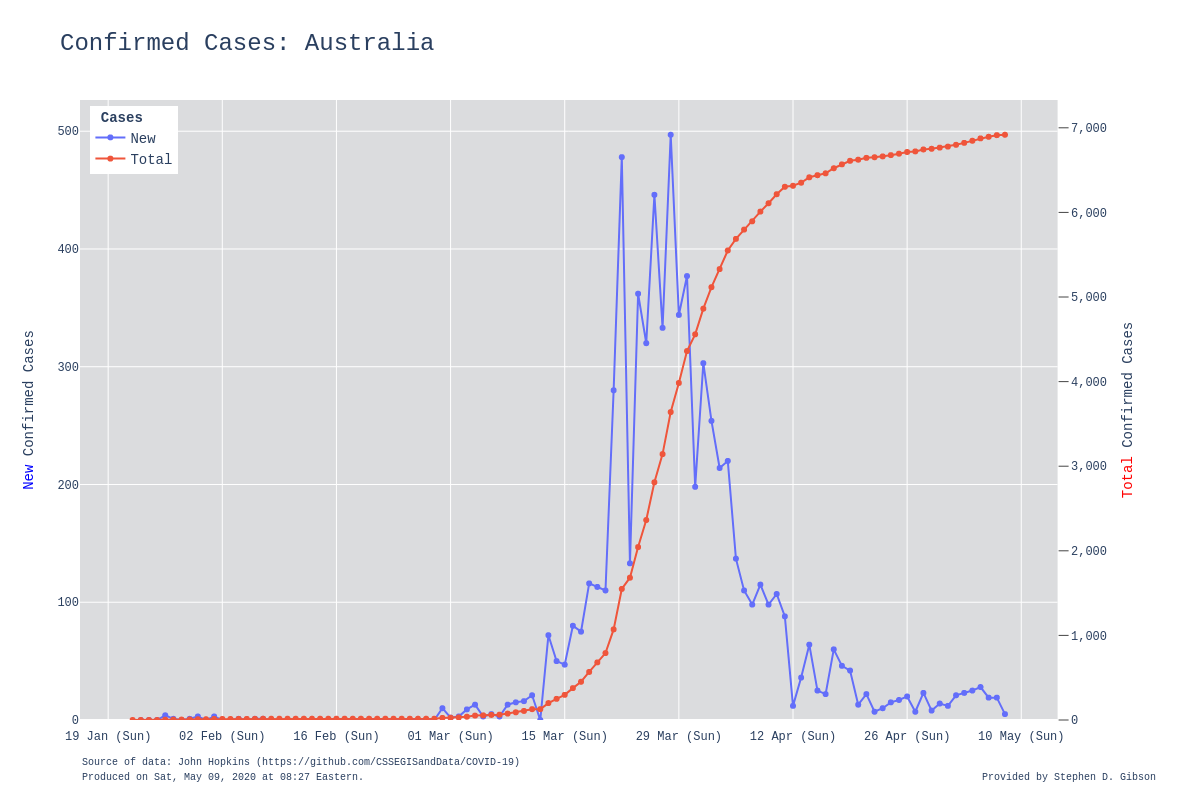 Confirmed Cases: Australia
Cases
New
Total
500
400
300
200
100
0
7,000
6,000
5,000
4,000
3,000
2,000
1,000
0
New Confirmed Cases
Total Confirmed Cases
19 Jan (Sun) 02 Feb (Sun) 16 Feb (Sun) 01 Mar (Sun) 15 Mar (Sun) 29 Mar (Sun) 12 Apr (Sun) 26 Apr (Sun) 10 May (Sun)
Source of data: John Hopkins (https://github.com/CSSEGISandData/COVID-19)
Produced on Sat, May 09, 2020 at 08:27 Eastern.
Provided by Stephen D. Gibson